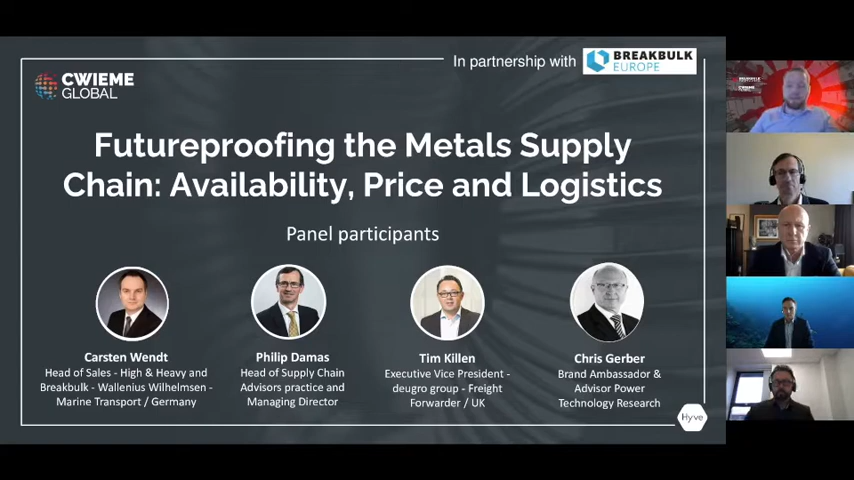 In partnership with
BREAKBULK
EUROPE
CWIEME
GLOBAL
Futureproofing the Metals Supply
Chain: Availability, Price and Logistics
Panel participants
Carsten Wendt
Head of Sales - High & Heavy and
Breakbulk - Wallenius Wilhelmsen -
Marine Transport / Germany
Philip Damas
Head of Supply Chain
Advisors practice and
Managing Director
Tim Killen
Executive Vice President -
deugro group - Freight
Forwarder / UK
Chris Gerber
Brand Ambassador &
Advisor Power
Technology Research
Hyve